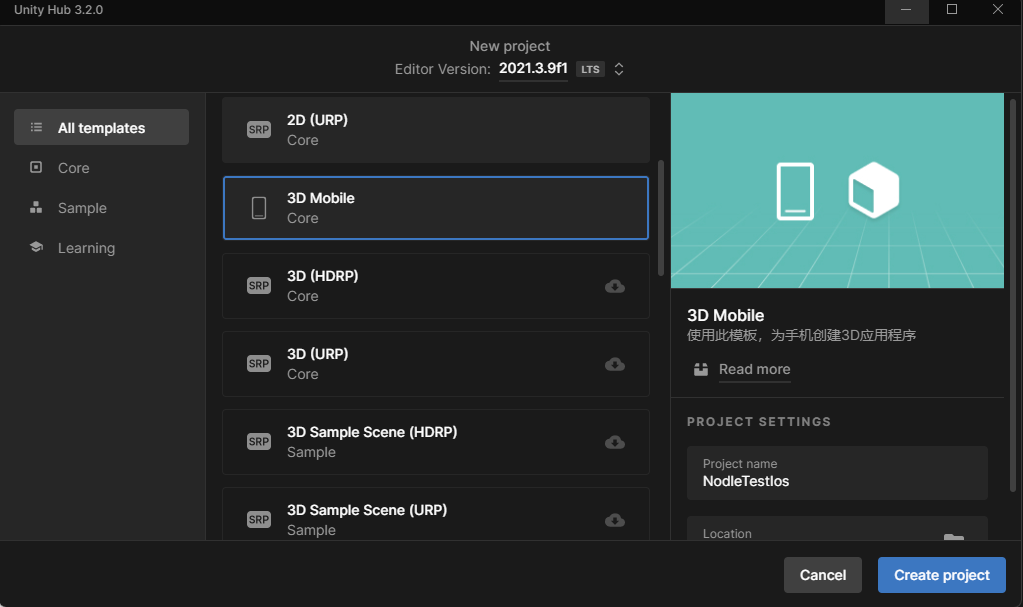 Unity Hub 3.2.0
New project
Editor Version: 2021.3.9f1 LTS
All templates
Core
Sample
Learning
SRP
2D (URP)
Core
3D Mobile
Core
SRP
3D (HDRP)
Core
SRP
3D (URP)
Core
SRP
3D Sample Scene (HDRP)
Sample
SRP
3D Sample Scene (URP)
Sample
3D Mobile
使用此模板，为手机创建3D应用程序
Read more
PROJECT SETTINGS
Project name
NodleTestIos
Location
Cancel
Create project